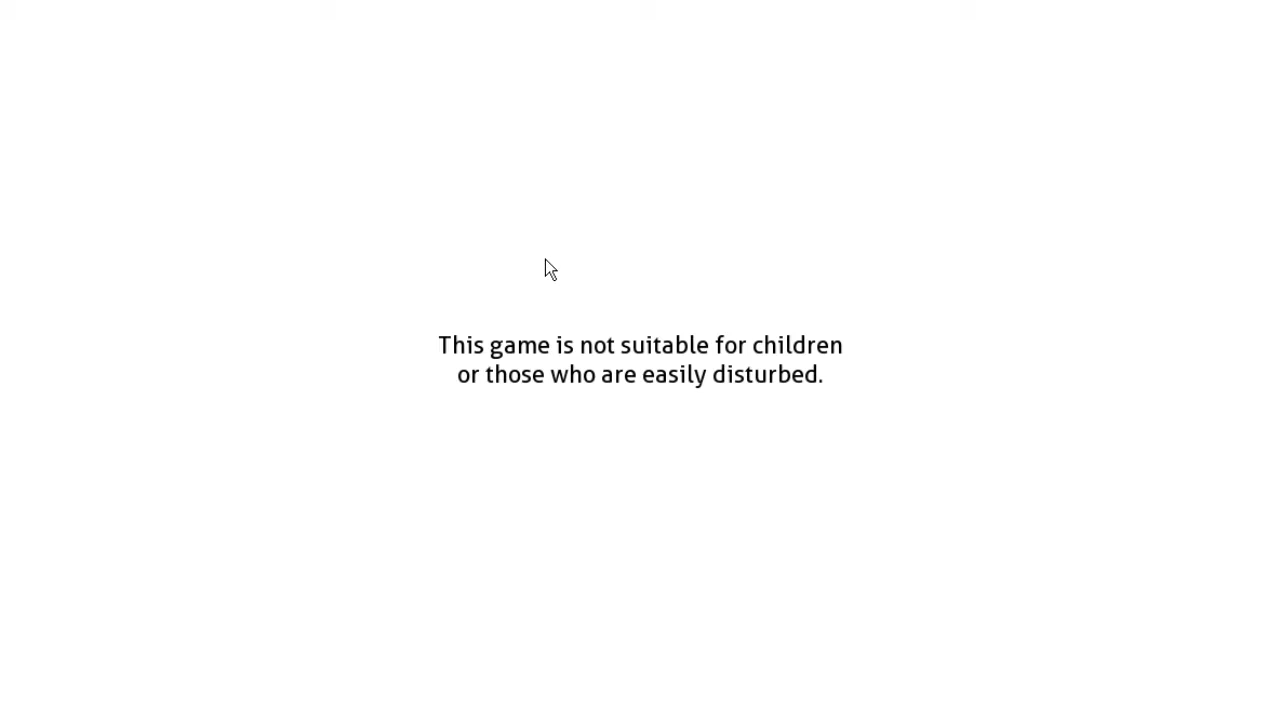 This game is not suitable for children
or those who are easily disturbed.